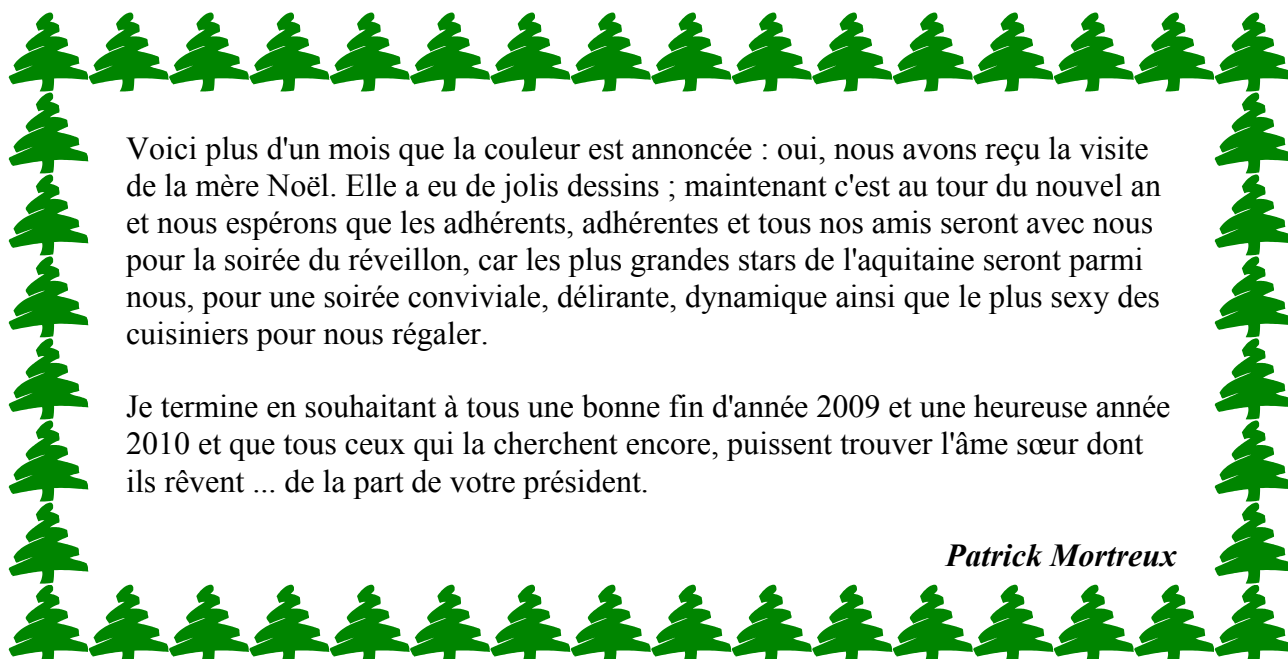 Voici plus d'un mois que la couleur est annoncée : oui, nous avons reçu la visite
de la mère Noël. Elle a eu de jolis dessins ; maintenant c'est au tour du nouvel an
et nous espérons que les adhérents, adhérentes et tous nos amis seront avec nous
pour la soirée du réveillon, car les plus grandes stars de l'aquitaine seront parmi
nous, pour une soirée conviviale, délirante, dynamique ainsi que le plus sexy des
cuisiniers pour nous régaler.
Je termine en souhaitant à tous une bonne fin d'année 2009 et une heureuse année
2010 et que tous ceux qui la cherchent encore, puissent trouver l'âme sœur dont
ils rêvent ... de la part de votre président.
Patrick Mortreux